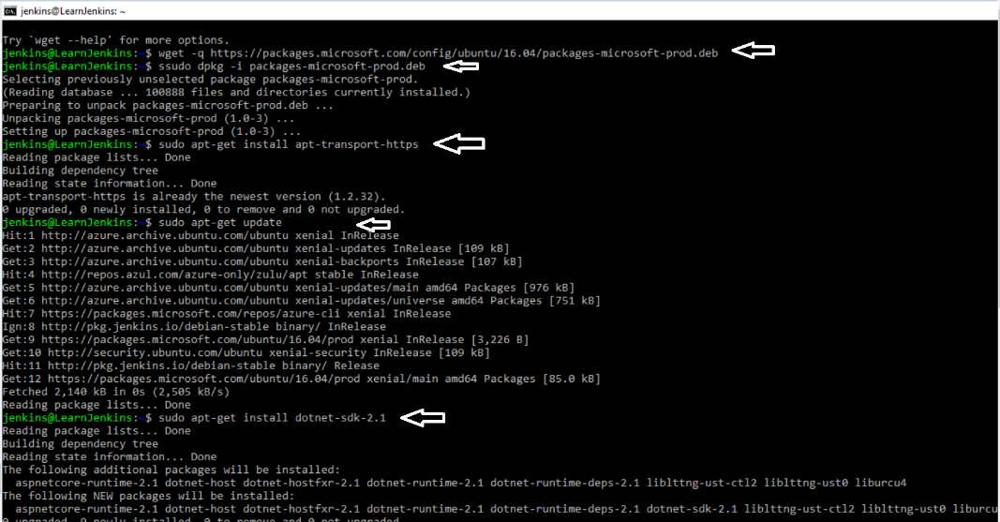 jenkins@LearnJenkins: ~
Try `wget --help' for more options.
jenkins@LearnJenkins:~$ wget -q https://packages.microsoft.com/config/ubuntu/16.04/packages-microsoft-prod.deb
jenkins@LearnJenkins:~$ ssudo dpkg -i packages-microsoft-prod.deb
Selecting previously unselected package packages-microsoft-prod.
(Reading database ... 100888 files and directories currently installed.)
Preparing to unpack packages-microsoft-prod.deb ...
Unpacking packages-microsoft-prod (1.0-3) ...
Setting up packages-microsoft-prod (1.0-3) ...
jenkins@LearnJenkins:~$ sudo apt-get install apt-transport-https
Reading package lists... Done
Building dependency tree
Reading state information... Done
apt-transport-https is already the newest version (1.2.32).
0 upgraded, 0 newly installed, 0 to remove and 0 not upgraded.
jenkins@LearnJenkins:~$ sudo apt-get update
Hit:1 http://azure.archive.ubuntu.com/ubuntu xenial InRelease
Get:2 http://azure.archive.ubuntu.com/ubuntu xenial-updates InRelease [109 kB]
Get:3 http://azure.archive.ubuntu.com/ubuntu xenial-backports InRelease [107 kB]
Hit:4 http://repos.azul.com/azure-only/zulu/apt stable InRelease
Get:5 http://azure.archive.ubuntu.com/ubuntu xenial-updates/main amd64 Packages [976 kB]
Get:6 http://azure.archive.ubuntu.com/ubuntu xenial-updates/universe amd64 Packages [751 kB]
Hit:7 https://packages.microsoft.com/repos/azure-cli xenial InRelease
Ign:8 http://pkg.jenkins.io/debian-stable binary/ InRelease
Get:9 https://packages.microsoft.com/ubuntu/16.04/prod xenial InRelease [3,226 B]
Get:10 http://security.ubuntu.com/ubuntu xenial-security InRelease [109 kB]
Hit:11 http://pkg.jenkins.io/debian-stable binary/ Release
Get:12 https://packages.microsoft.com/ubuntu/16.04/prod xenial/main amd64 Packages [85.0 kB]
Fetched 2,140 kB in 0s (2,505 kB/s)
Reading package lists... Done
jenkins@LearnJenkins:~$ sudo apt-get install dotnet-sdk-2.1
Reading package lists... Done
Building dependency tree
Reading state information... Done
The following additional packages will be installed:
aspnetcore-runtime-2.1 dotnet-host dotnet-hostfxr-2.1 dotnet-runtime-2.1 dotnet-runtime-deps-2.1 liblttng-ust-ctl2 liblttng-ust0 liburcu4
The following NEW packages will be installed:
aspnetcore-runtime-2.1 dotnet-host dotnet-hostfxr-2.1 dotnet-runtime-2.1 dotnet-runtime-deps-2.1 dotnet-sdk-2.1 liblttng-ust-ctl2 liblttng-ust0 liburcu
0 upgraded, 9 newly installed, 0 to remove and 0 not upgraded.